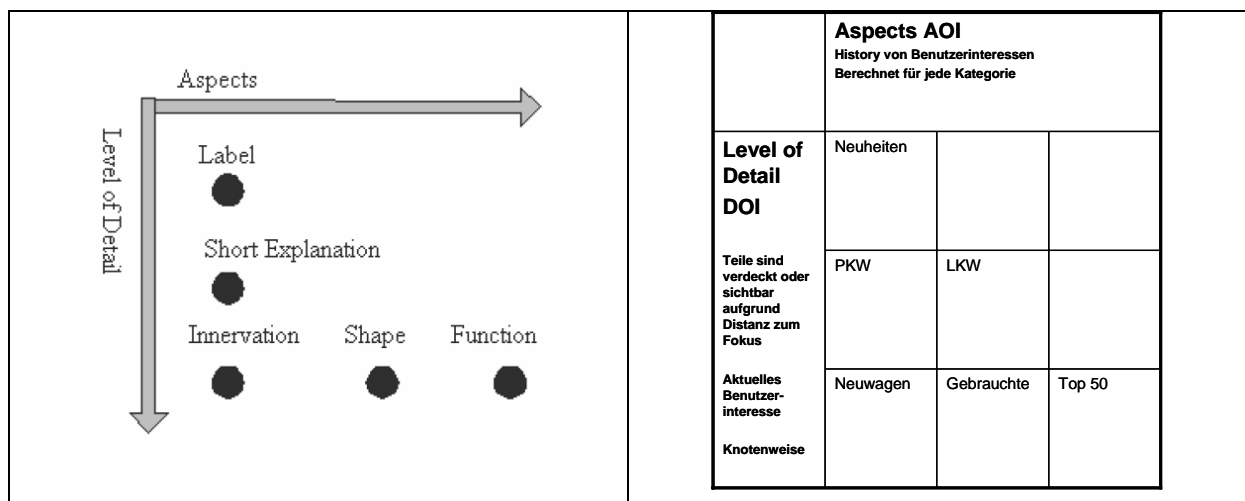 Aspects
Level of Detail
Label
Short Explanation
Innervation Shape Function
Aspects AOI
History von Benutzerinteressen
Berechnet für jede Kategorie
Level of
Detail
DOI
Neuheiten
Teile sind
verdeckt oder
sichtbar
aufgrund
Distanz zum
Fokus
PKW LKW
Aktuelles
Benutzer-
interesse
Knotenweise
Neuwagen Gebrauchte Top 50